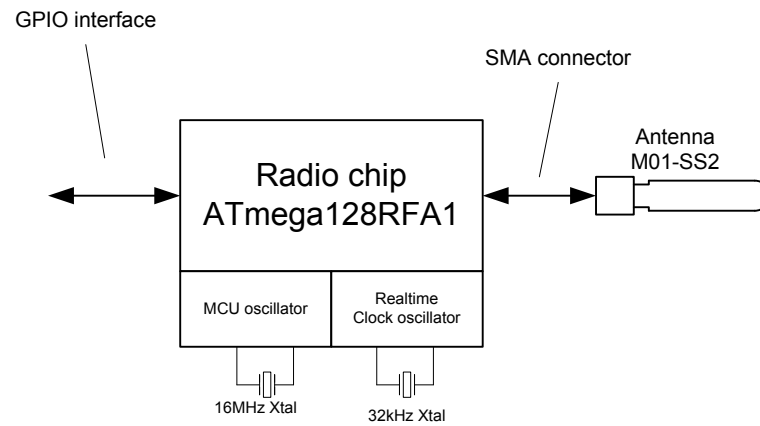 GPIO interface
SMA connector
Antenna
M01-SS2
Radio chip
ATmega128RFA1
MCU oscillator
Realtime
Clock oscillator
16MHz Xtal
32kHz Xtal